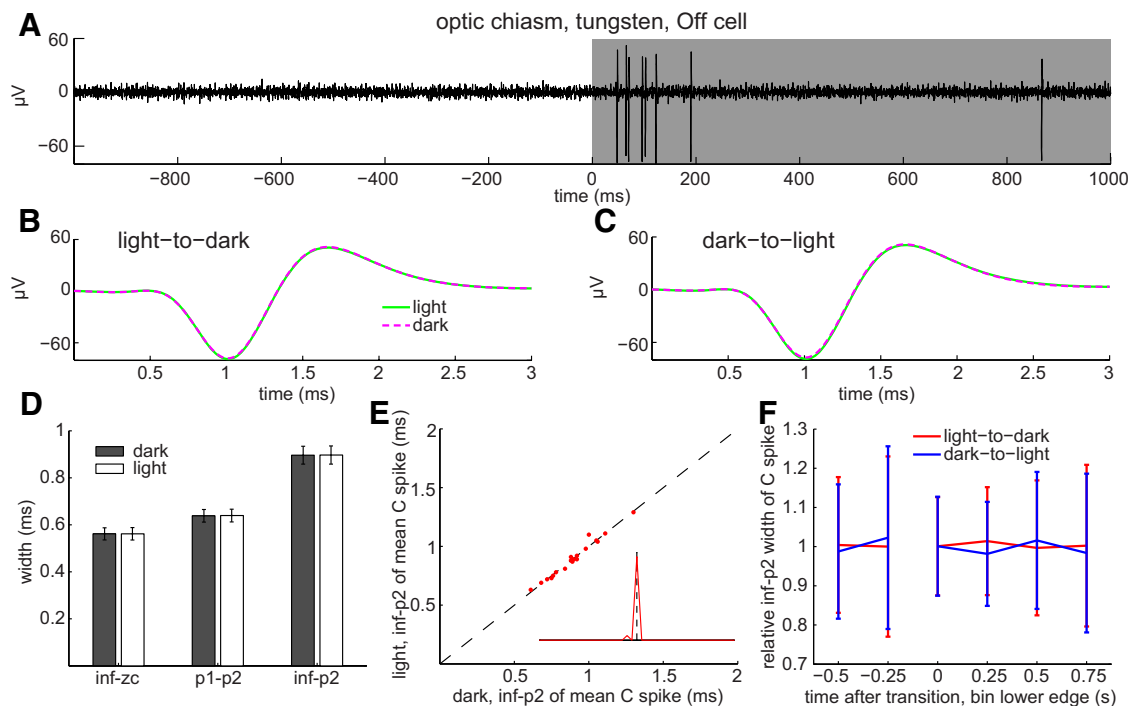 A
optic chiasm, tungsten, Off cell
60
0
−60
µV
−800 −600 −400 −200 0 200 400 600 800 1000
time (ms)
B
light-to-dark
60
0
−60
µV
light
dark
0.5 1 1.5 2 2.5 3
time (ms)
C
dark-to-light
60
0
−60
µV
0.5 1 1.5 2 2.5 3
time (ms)
D
width (ms)
1
0.8
0.6
0.4
0.2
dark
light
inf-zc p1-p2 inf-p2
E
light, inf-p2 of mean C spike (ms)
2
1.5
1
0.5
0.5 1 1.5 2
dark, inf-p2 of mean C spike (ms)
F
relative inf-p2 width of C spike
1.3
1.2
1.1
1
0.9
0.8
0.7
light-to-dark
dark-to-light
−0.5 −0.25 0 0.25 0.5 0.75
time after transition, bin lower edge (s)